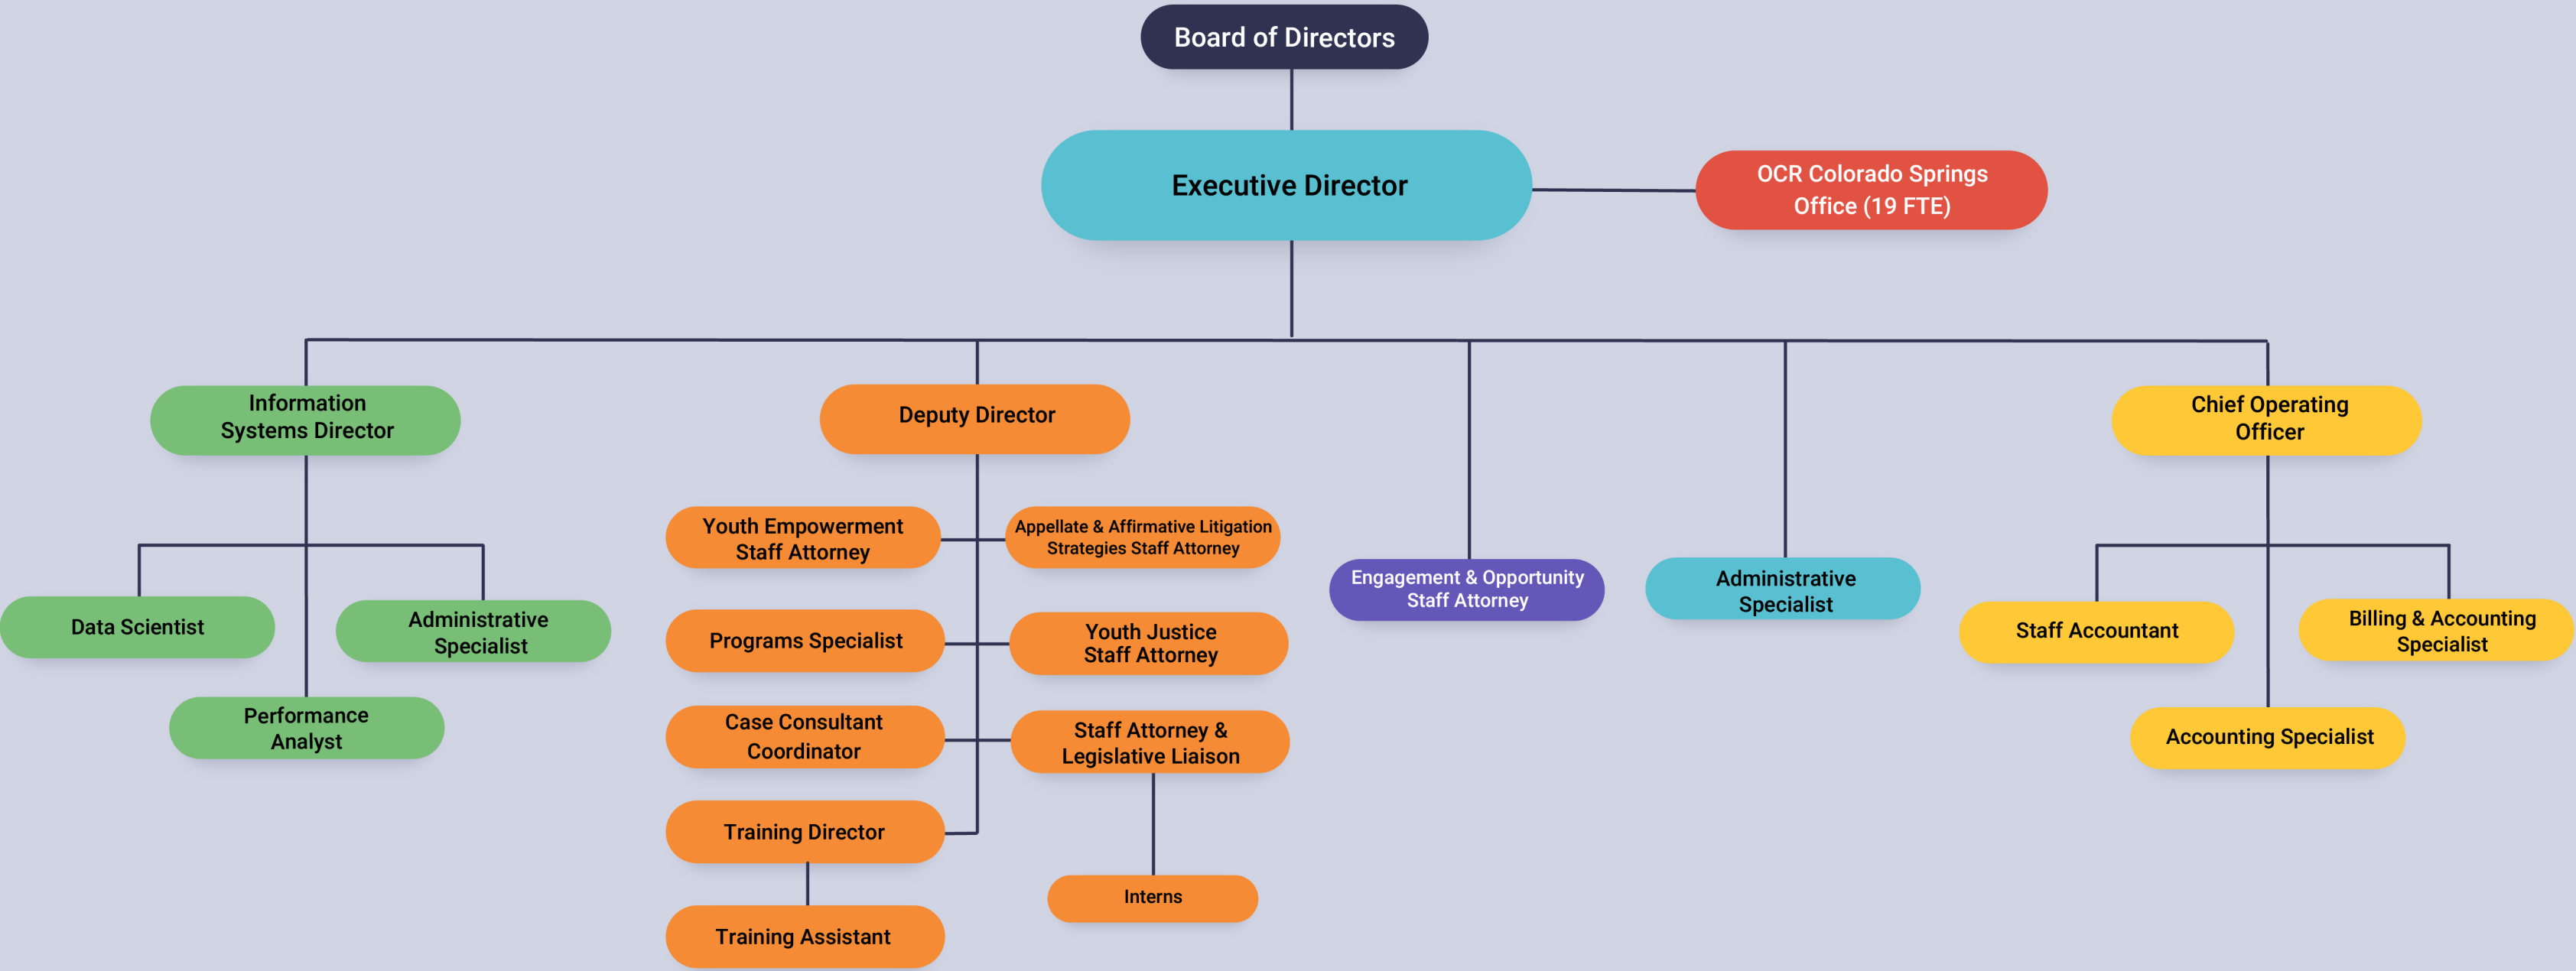 Board of Directors
Executive Director
OCR Colorado Springs
Office (19 FTE)
Information
Systems Director
Deputy Director
Chief Operating
Officer
Youth Empowerment
Staff Attorney
Appellate & Affirmative Litigation
Strategies Staff Attorney
Engagement & Opportunity
Staff Attorney
Administrative
Specialist
Data Scientist
Administrative
Specialist
Programs Specialist
Youth Justice
Staff Attorney
Staff Accountant
Billing & Accounting
Specialist
Performance
Analyst
Case Consultant
Coordinator
Staff Attorney &
Legislative Liaison
Accounting Specialist
Training Director
Interns
Training Assistant